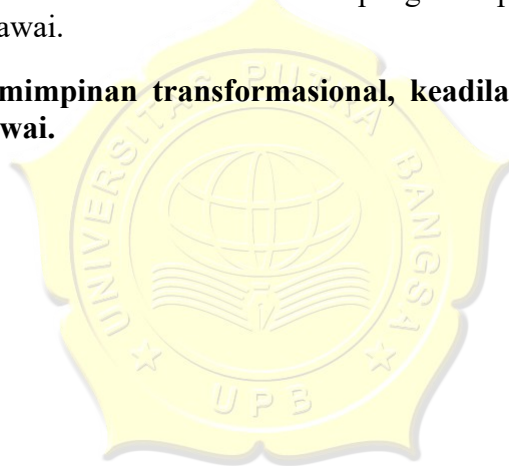 awai.
mimpinan transformasional, keadila
wai.
UNIVERSITAS PUTRA BANGSA
UPB